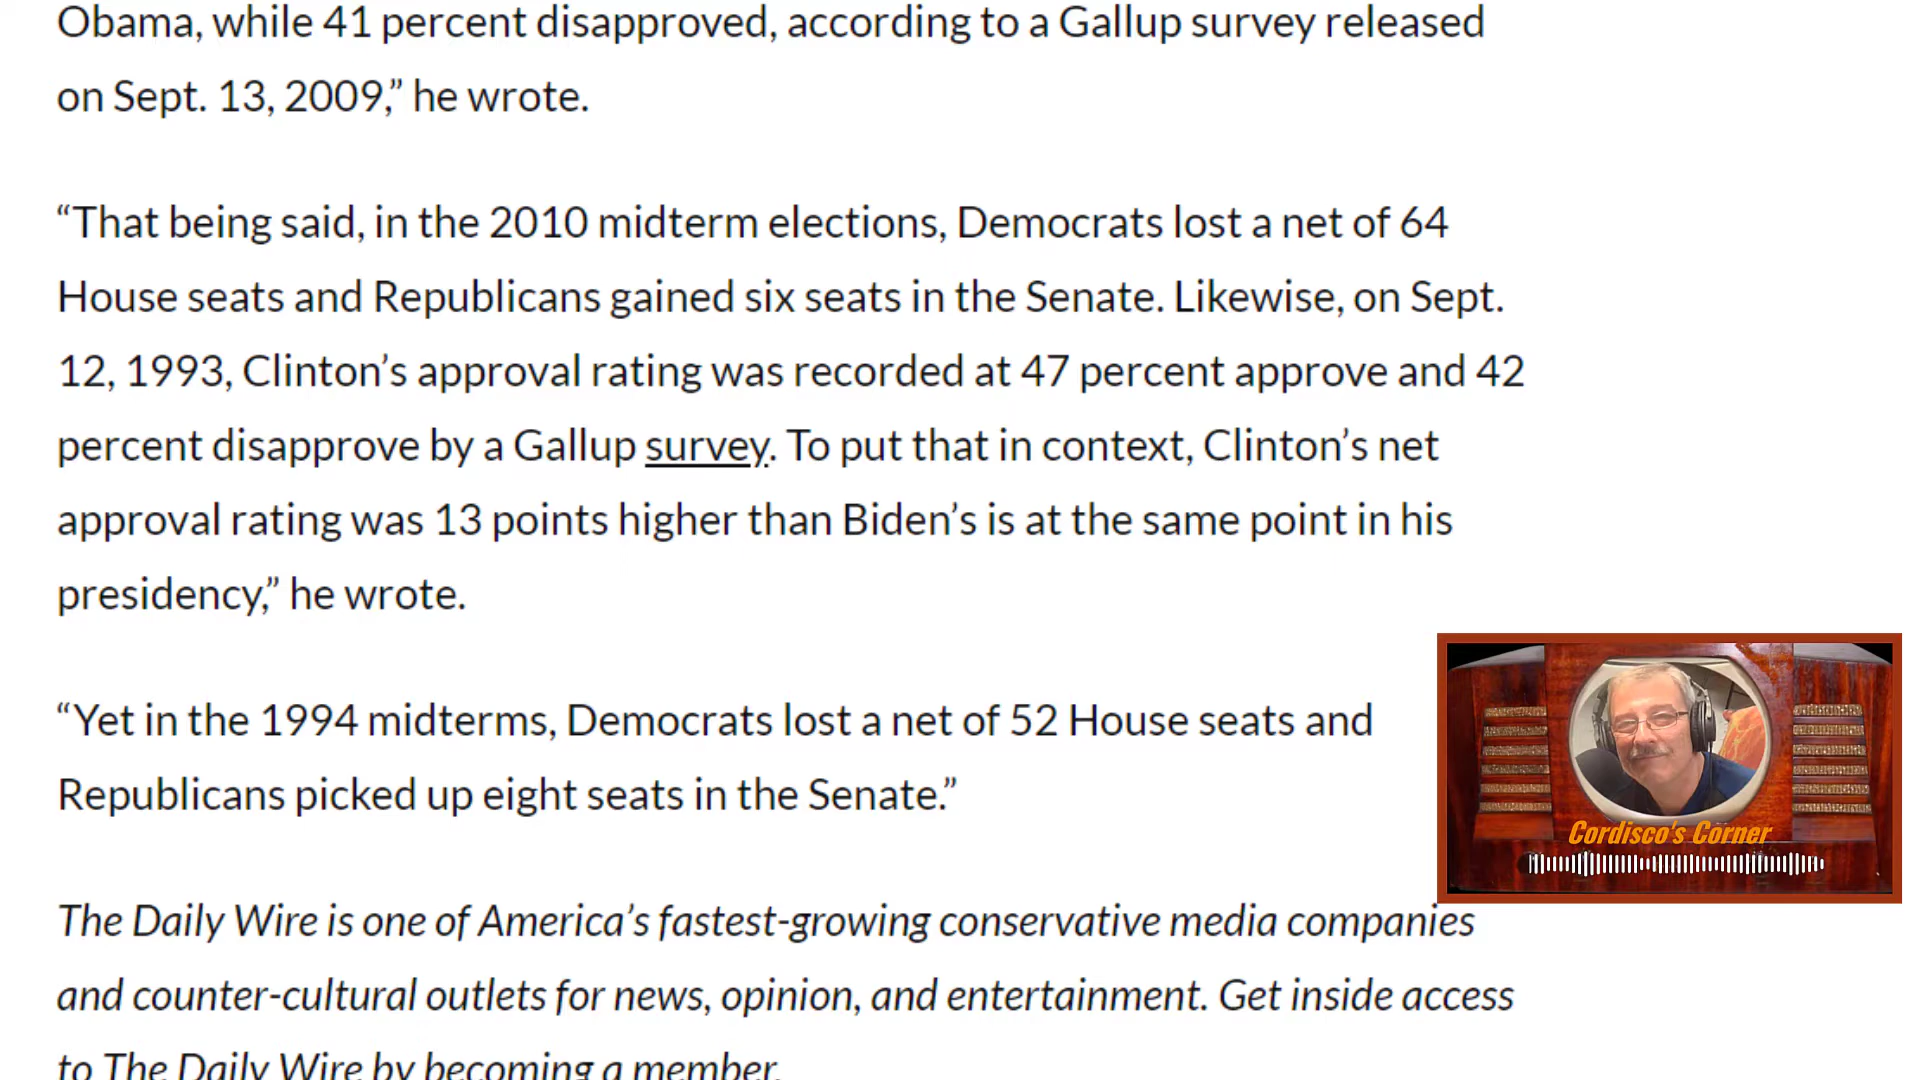 Obama, while 41 percent disapproved, according to a Gallup survey released
on Sept. 13, 2009,” he wrote.
“That being said, in the 2010 midterm elections, Democrats lost a net of 64
House seats and Republicans gained six seats in the Senate. Likewise, on Sept.
12, 1993, Clinton’s approval rating was recorded at 47 percent approve and 42
percent disapprove by a Gallup survey. To put that in context, Clinton’s net
approval rating was 13 points higher than Biden’s is at the same point in his
presidency,” he wrote.
“Yet in the 1994 midterms, Democrats lost a net of 52 House seats and
Republicans picked up eight seats in the Senate.”
The Daily Wire is one of America’s fastest-growing conservative media companies
and counter-cultural outlets for news, opinion, and entertainment. Get inside access
to The Daily Wire by becoming a member.
Cordisco's Corner